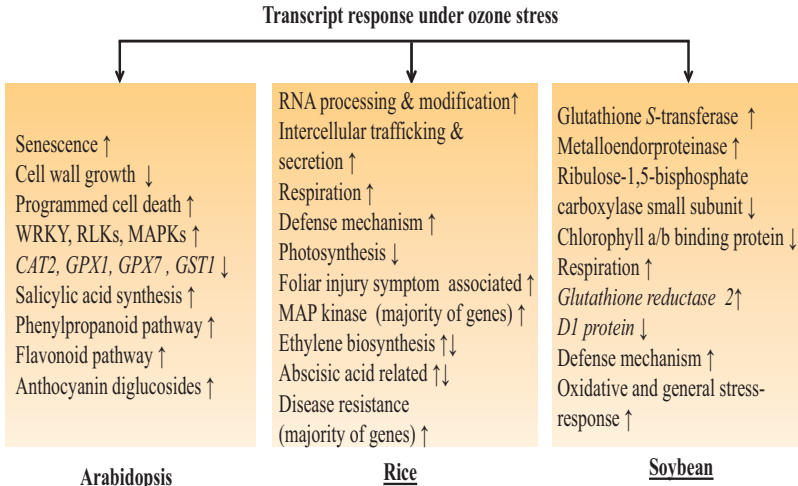 Transcript response under ozone stress
Senescence ↑
Cell wall growth ↓
Programmed cell death ↑
WRKY, RLKs, MAPKs ↑
CAT2, GPX1, GPX7 , GST1 ↓
Salicylic acid synthesis ↑
Phenylpropanoid pathway ↑
Flavonoid pathway ↑
Anthocyanin diglucosides ↑
Arabidopsis
RNA processing & modification↑
Intercellular trafficking &
secretion ↑
Respiration ↑
Defense mechanism ↑
Photosynthesis ↓
Foliar injury symptom associated ↑
MAP kinase (majority of genes) ↑
Ethylene biosynthesis ↑↓
Abscisic acid related ↑↓
Disease resistance
(majority of genes) ↑
Rice
Glutathione S-transferase ↑
Metalloendorproteinase ↑
Ribulose-1,5-bisphosphate
carboxylase small subunit ↓
Chlorophyll a/b binding protein ↓
Respiration ↑
Glutathione reductase 2↑
D1 protein ↓
Defense mechanism ↑
Oxidative and general stress-
response ↑
Soybean